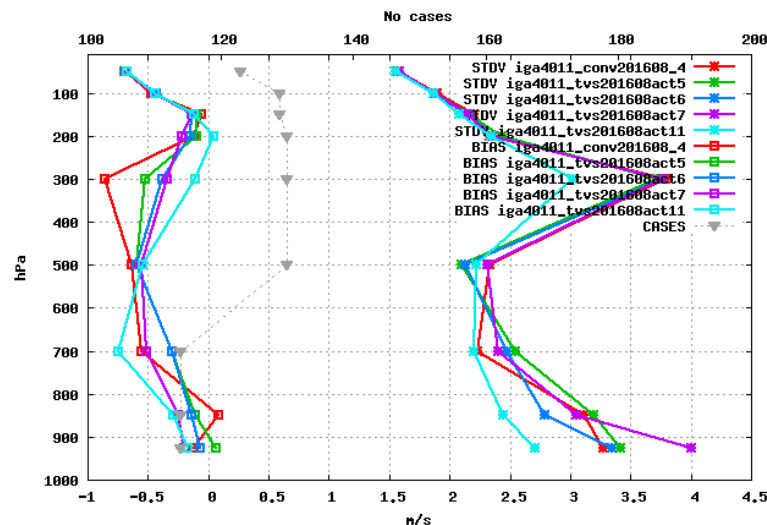 No cases
100 120 140 160 180 200
STDV iga4011_conv201608_4
STDV iga4011_tvs201608act5
STDV iga4011_tvs201608act6
STDV iga4011_tvs201608act7
STDV iga4011_tvs201608act11
BIAS iga4011_conv201608_4
BIAS iga4011_tvs201608act5
BIAS iga4011_tvs201608act6
BIAS iga4011_tvs201608act7
BIAS iga4011_tvs201608act11
CASES
100
200
300
400
500
600
700
800
900
1000
hPa
-1 -0.5 0 0.5 1 1.5 2 2.5 3 3.5 4 4.5
m/s